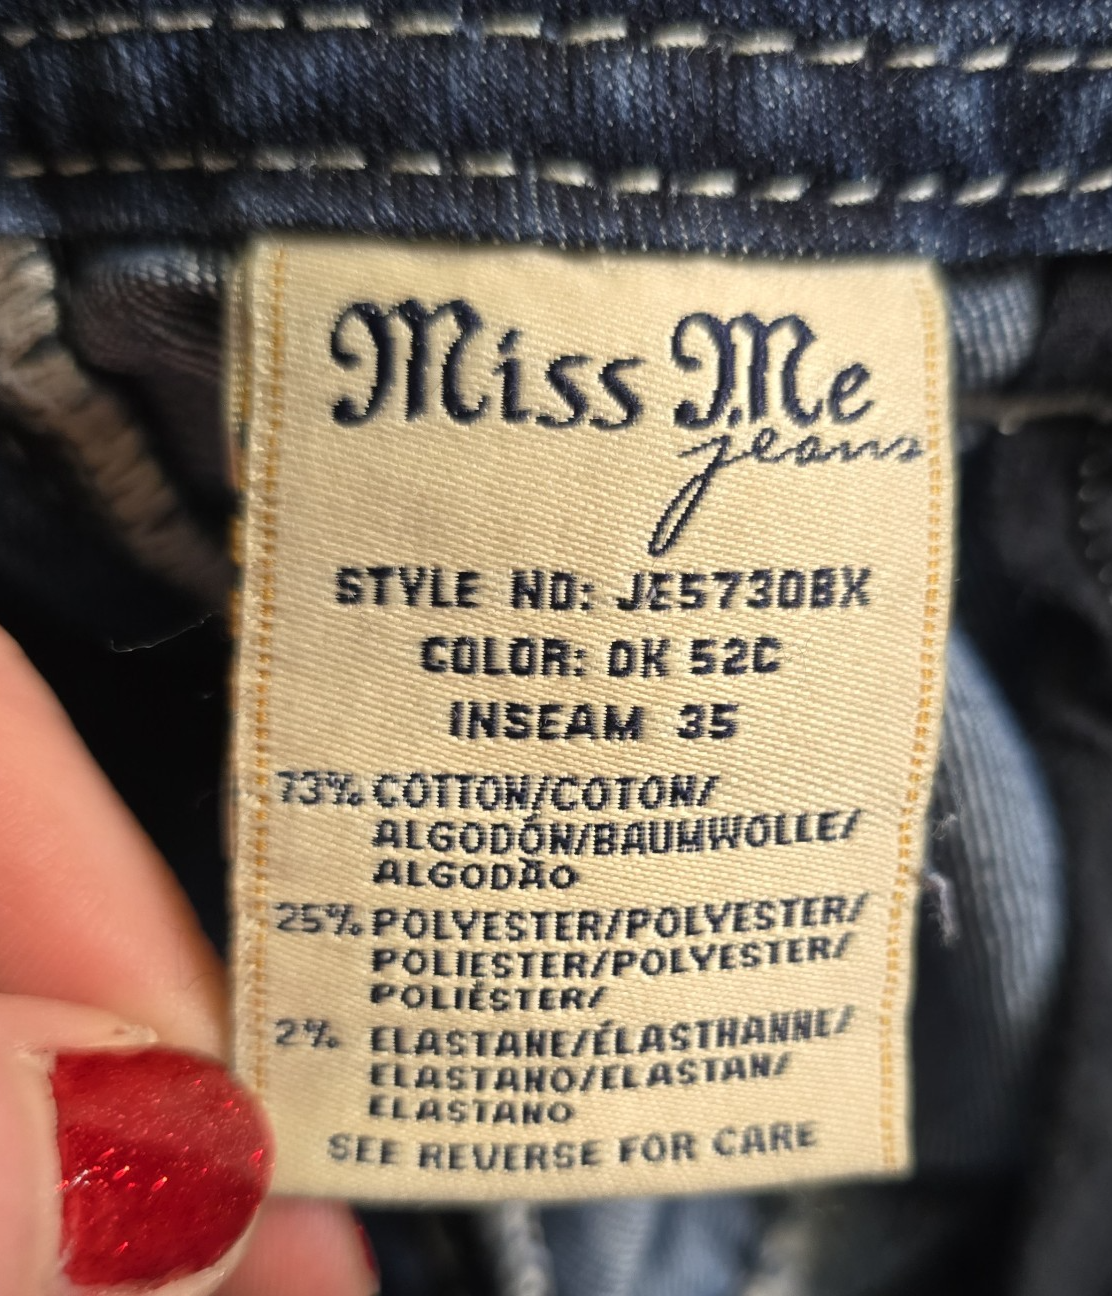 Miss Me
jeans
STYLE NO: JE5730BX
COLOR: DK 52C
INSEAM 35
73% COTTON/COTON/
ALGODÓN/BAUMWOLLE/
ALGODÃO
25% POLYESTER/POLYESTER/
POLIESTER/POLYESTER/
POLIÉSTER/
2% ELASTANE/ÉLASTHANNE/
ELASTANO/ELASTAN/
ELASTANO
SEE REVERSE FOR CARE